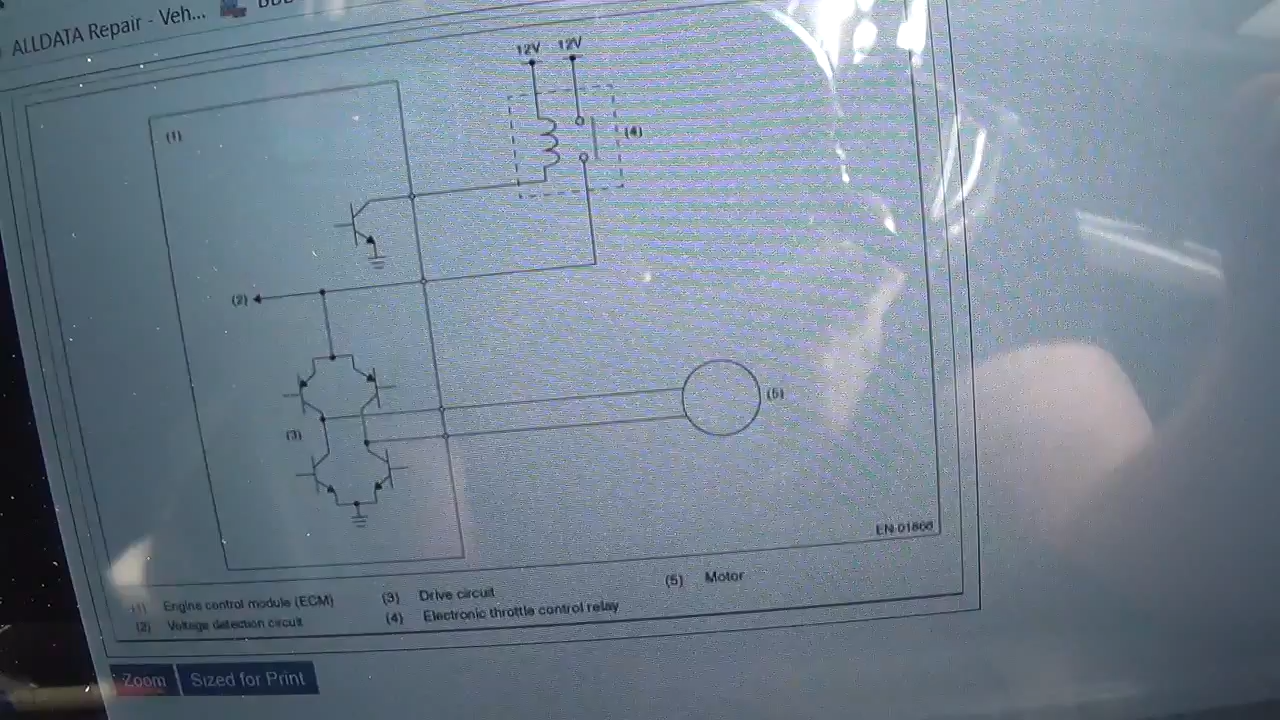 ALLDATA Repair - Veh...
12V 12V
(1)
(4)
(2)
(5)
(3)
EN-01866
(1) Engine control module (ECM)
(2) Voltage detection circuit
(3) Drive circuit
(4) Electronic throttle control relay
(5) Motor
Zoom
Sized for Print